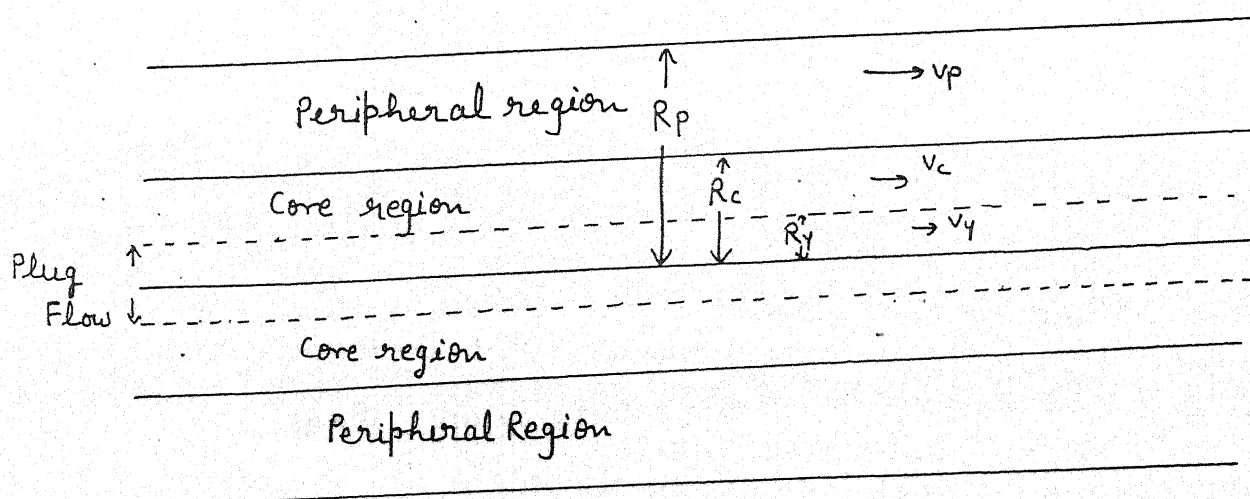 Peripheral region
Rp
→ vp
Core region
Rc
vc
Ry
vy
Plug
Flow
Core region
Peripheral Region